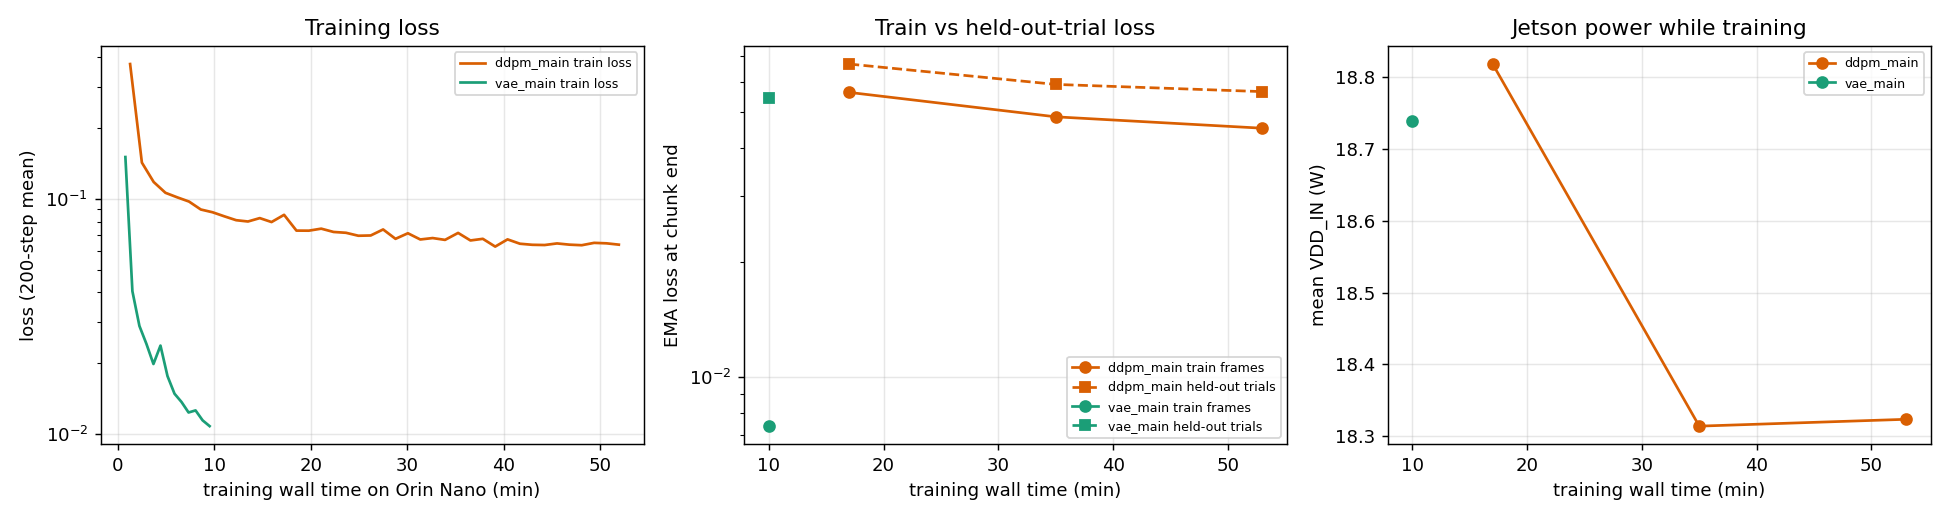 Training loss
ddpm_main train loss
vae_main train loss
loss (200-step mean)
10⁻¹
10⁻²
0 10 20 30 40 50
training wall time on Orin Nano (min)
Train vs held-out-trial loss
EMA loss at chunk end
10⁻²
ddpm_main train frames
ddpm_main held-out trials
vae_main train frames
vae_main held-out trials
10 20 30 40 50
training wall time (min)
Jetson power while training
ddpm_main
vae_main
mean VDD_IN (W)
18.8
18.7
18.6
18.5
18.4
18.3
10 20 30 40 50
training wall time (min)